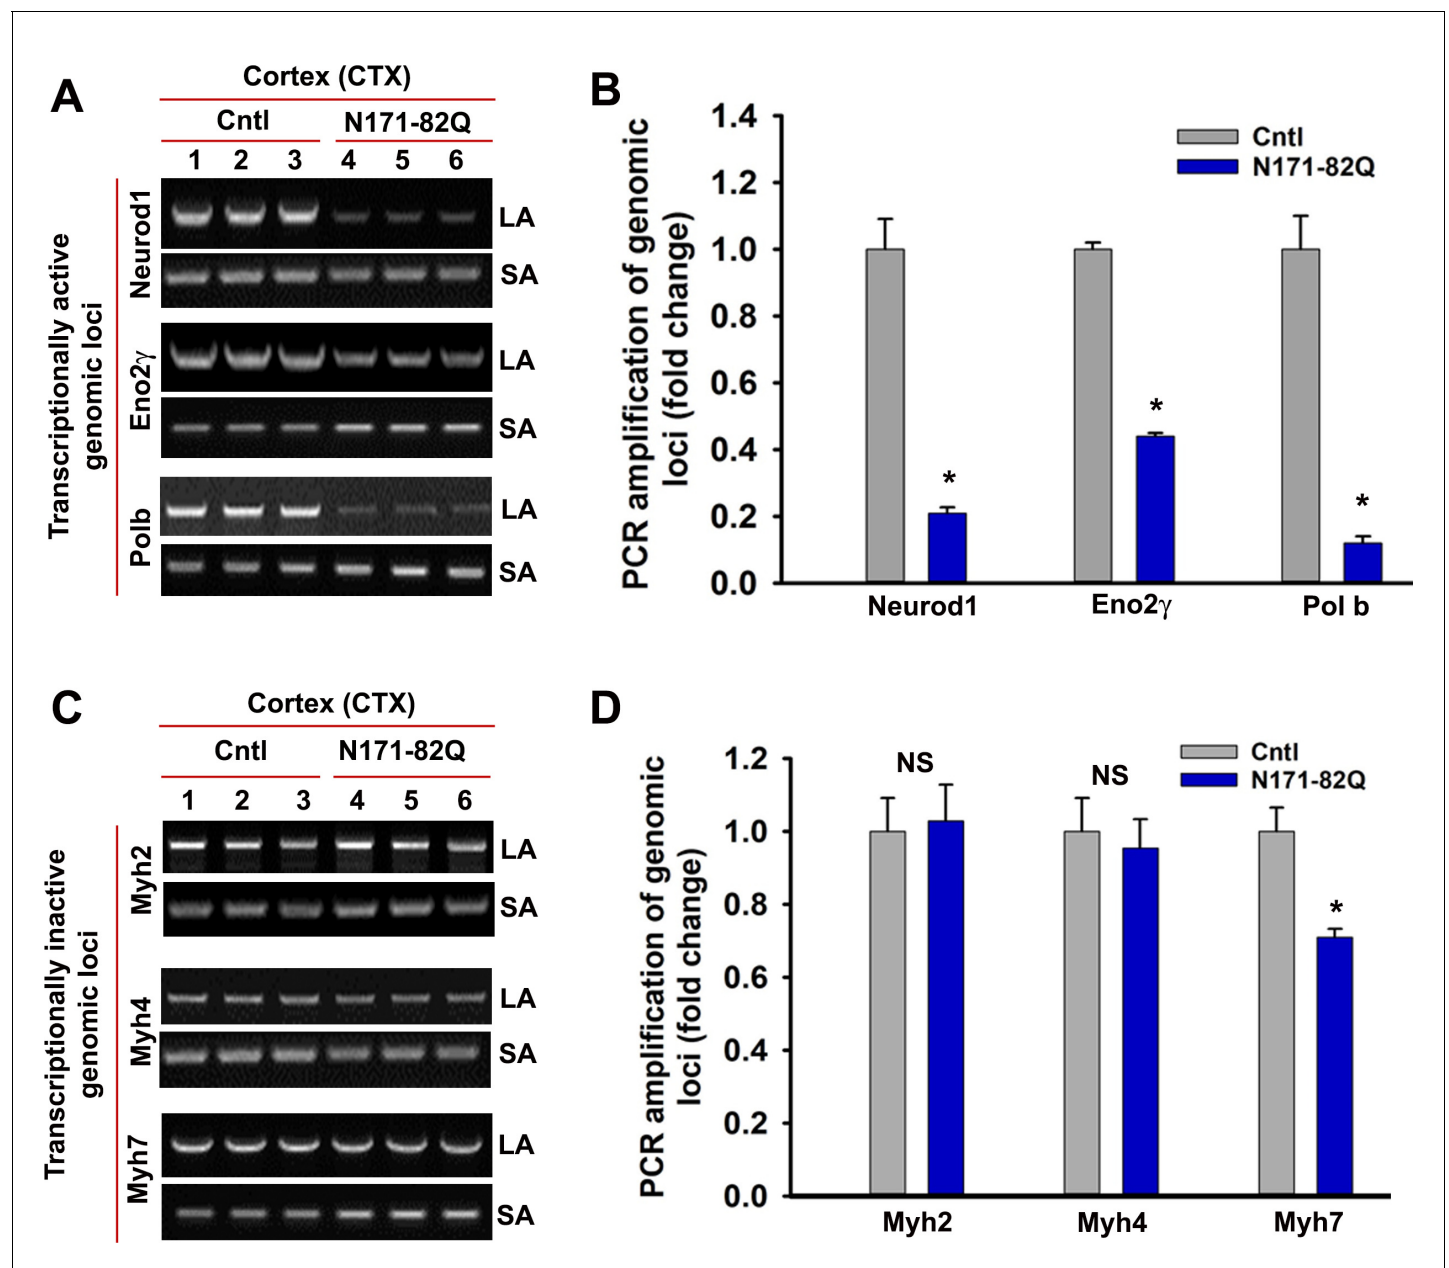 A
Cortex (CTX)
Cntl
N171-82Q
1 2 3 4 5 6
Transcriptionally active
genomic loci
Neurod1
LA
SA
Eno2γ
LA
SA
Polb
LA
SA
B
PCR amplification of genomic
loci (fold change)
1.4
1.2
1.0
0.8
0.6
0.4
0.2
0.0
Cntl
N171-82Q
*
*
*
Neurod1
Eno2γ
Pol b
C
Cortex (CTX)
Cntl
N171-82Q
1 2 3 4 5 6
Transcriptionally inactive
genomic loci
Myh2
LA
SA
Myh4
LA
SA
Myh7
LA
SA
D
PCR amplification of genomic
loci (fold change)
1.2
1.0
0.8
0.6
0.4
0.2
0.0
Cntl
N171-82Q
NS
NS
*
Myh2
Myh4
Myh7